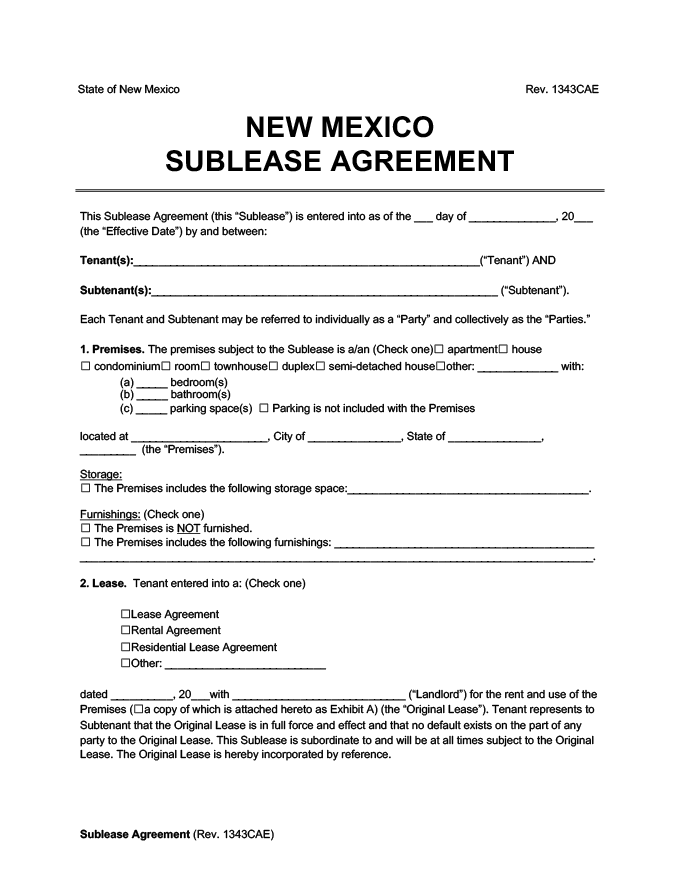 State of New Mexico Rev. 1343CAE
NEW MEXICO
SUBLEASE AGREEMENT
This Sublease Agreement (this “Sublease”) is entered into as of the ___ day of ______________, 20___
(the “Effective Date”) by and between:
Tenant(s):________________________________________________________(“Tenant”) AND
Subtenant(s):________________________________________________________ (“Subtenant”).
Each Tenant and Subtenant may be referred to individually as a “Party” and collectively as the “Parties.”
1. Premises. The premises subject to the Sublease is a/an (Check one)☐ apartment☐ house
☐ condominium☐ room☐ townhouse☐ duplex☐ semi-detached house☐other: _____________ with:
(a) _____ bedroom(s)
(b) _____ bathroom(s)
(c) _____ parking space(s) ☐ Parking is not included with the Premises
located at ______________________, City of _______________, State of _______________,
_________ (the “Premises”).
Storage:
☐ The Premises includes the following storage space:_______________________________________.
Furnishings: (Check one)
☐ The Premises is NOT furnished.
☐ The Premises includes the following furnishings: __________________________________________
___________________________________________________________________________________.
2. Lease. Tenant entered into a: (Check one)
☐Lease Agreement
☐Rental Agreement
☐Residential Lease Agreement
☐Other: __________________________
dated __________, 20___with ____________________________ (“Landlord”) for the rent and use of the
Premises (☐a copy of which is attached hereto as Exhibit A) (the “Original Lease”). Tenant represents to
Subtenant that the Original Lease is in full force and effect and that no default exists on the part of any
party to the Original Lease. This Sublease is subordinate to and will be at all times subject to the Original
Lease. The Original Lease is hereby incorporated by reference.
Sublease Agreement (Rev. 1343CAE)